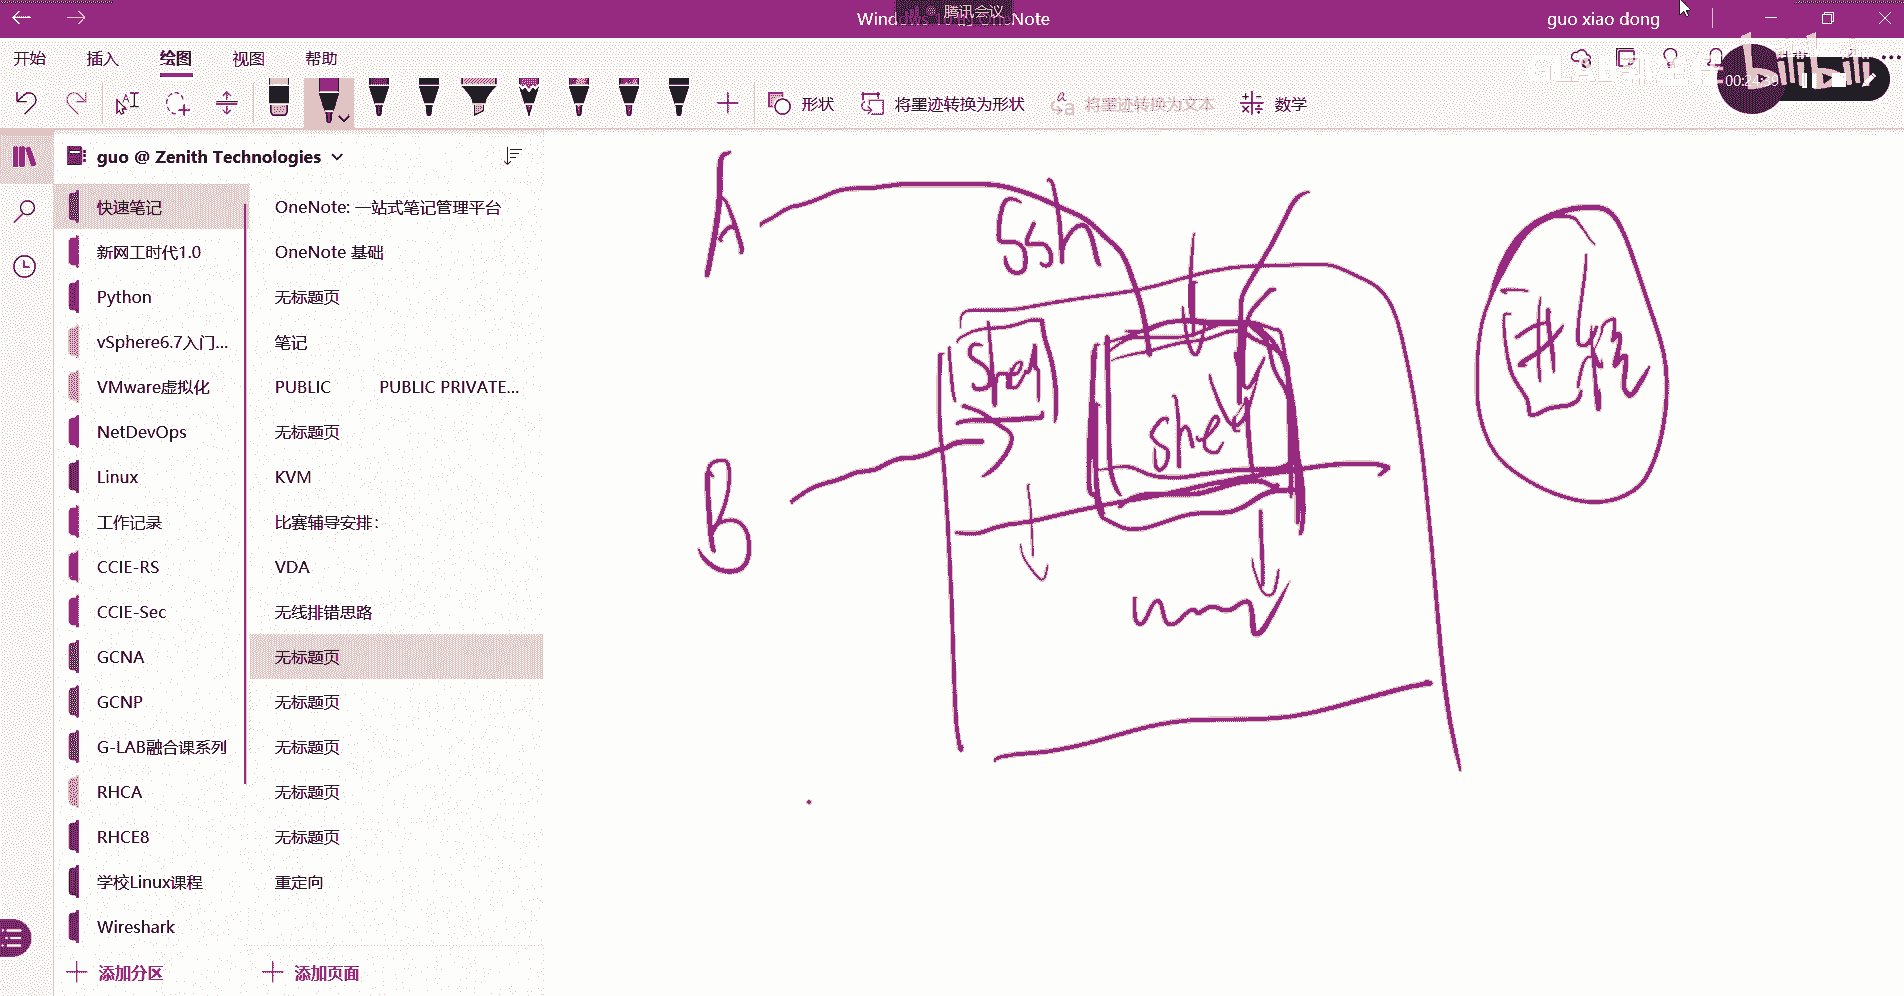 腾讯会议
guo xiao dong
开始 插入 绘图 视图 帮助
bilibili
形状 将墨迹转换为形状 将墨迹转换为文本 数学
guo @ Zenith Technologies
快速笔记
新网工时代1.0
Python
vSphere6.7入门...
VMware虚拟化
NetDevOps
Linux
工作记录
CCIE-RS
CCIE-Sec
GCNA
GCNP
G-LAB融合课系列
RHCA
RHCE8
学校Linux课程
Wireshark
添加分区
OneNote: 一站式笔记管理平台
OneNote 基础
无标题页
笔记
PUBLIC PUBLIC PRIVATE...
无标题页
KVM
比赛辅导安排：
VDA
无线排错思路
无标题页
无标题页
无标题页
无标题页
无标题页
重定向
添加页面
A
ssh
shell
shell
B